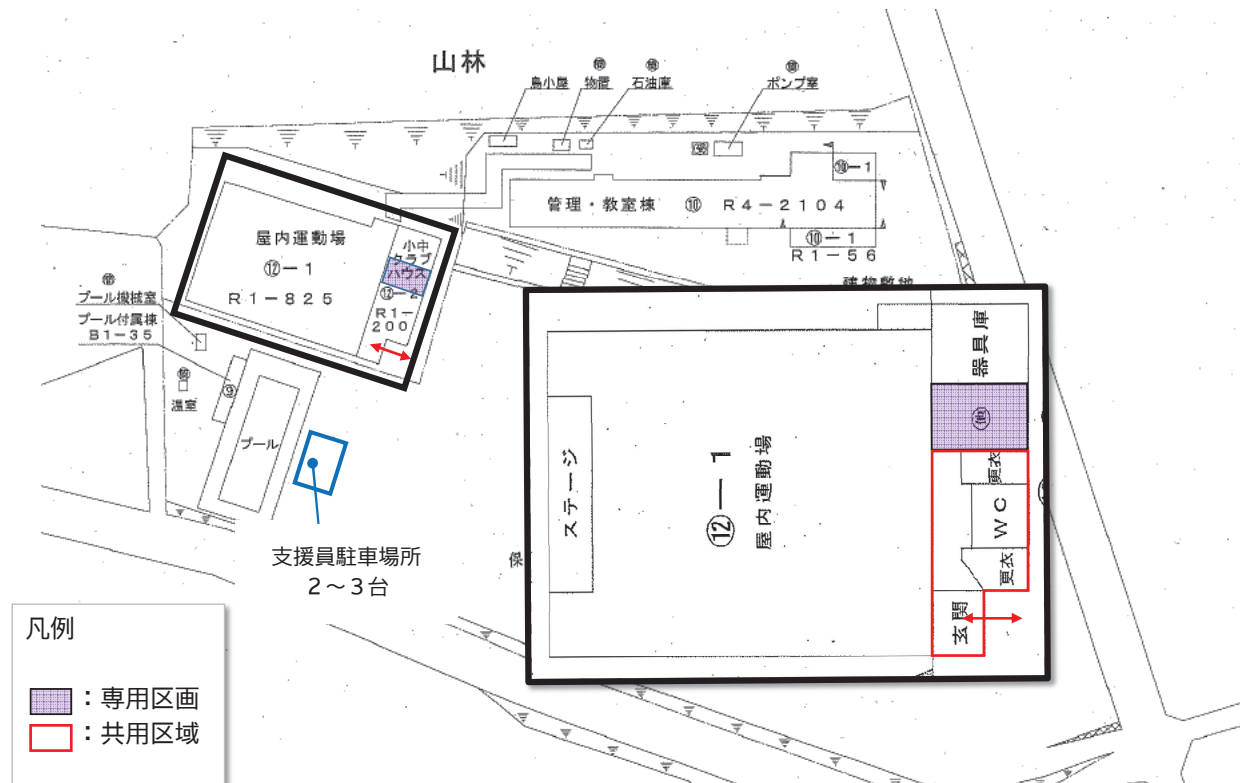 山林
鳥小屋
物置
石油庫
ポンプ室
⑩-1
管理・教室棟 ⑩ R4-2104
⑩-1
R1-56
建物敷地
屋内運動場
⑫-1
R1-825
小中
クラブ
ハウス
⑫-2
R1-
200
プール機械室
プール付属棟
B1-35
⑨
温室
プール
支援員駐車場所
2～3台
器具庫
ステージ
⑫-1
屋内運動場
他
更衣
WC
更衣
玄関
凡例
：専用区画
：共用区域